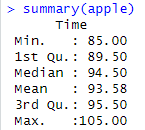 > summary(apple)
Time
Min.   : 85.00
1st Qu.: 89.50
Median : 94.50
Mean   : 93.58
3rd Qu.: 95.50
Max.   :105.00